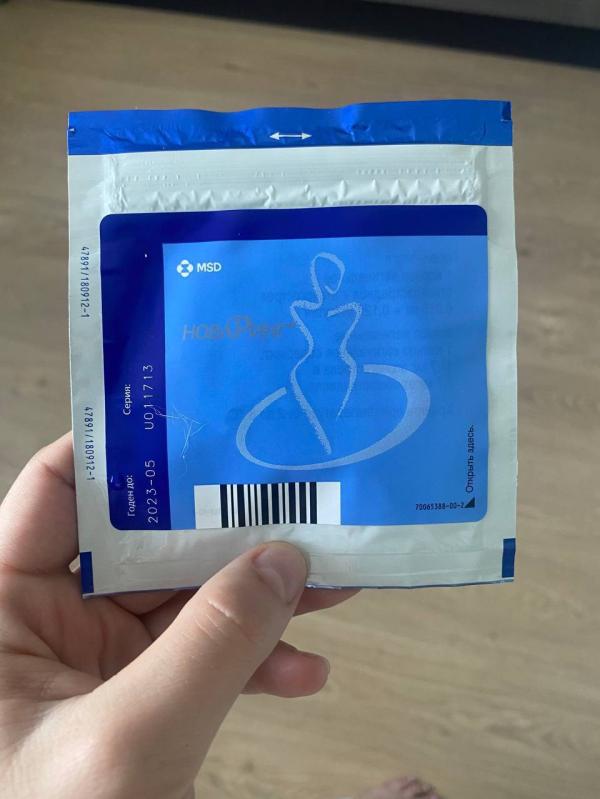 MSD
НоваРинг
Серия: U011713
Годен до: 2023-05
47891/180912-1
47891/180912-1
Открыть здесь.
70065388-00-2